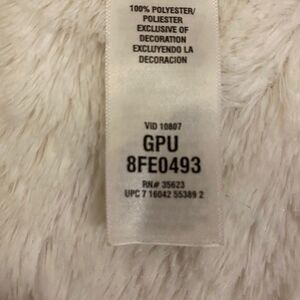 100% POLYESTER/
POLIESTER
EXCLUSIVE OF
DECORATION
EXCLUYENDO LA
DECORACION
VID 10807
GPU
8FE0493
RN# 35623
UPC 7 16042 55389 2